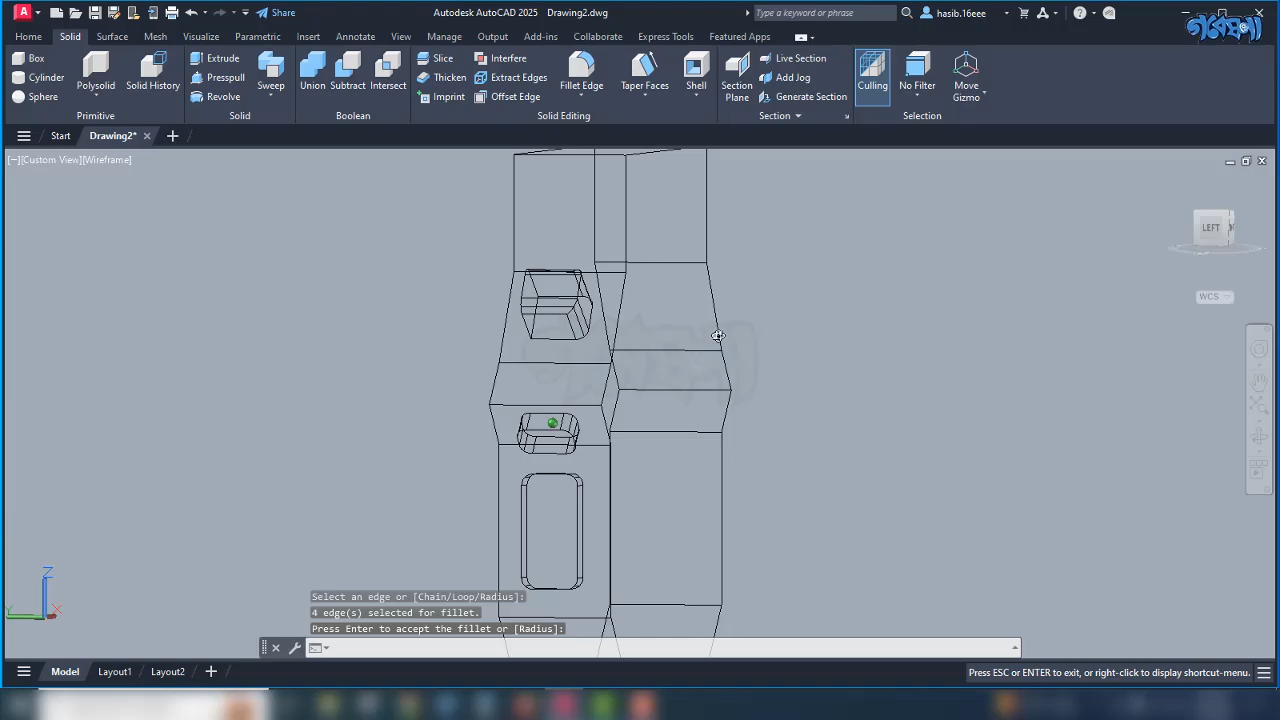 Share
Autodesk AutoCAD 2025 Drawing2.dwg
Type a keyword or phrase
hasib.16eee
গবেষণা
Home Solid Surface Mesh Visualize Parametric Insert Annotate View Manage Output Add-ins Collaborate Express Tools Featured Apps
Box
Cylinder
Sphere
Polysolid
Solid History
Primitive
Extrude
Presspull
Revolve
Sweep
Solid
Union
Subtract
Intersect
Boolean
Slice
Thicken
Imprint
Interfere
Extract Edges
Offset Edge
Fillet Edge
Taper Faces
Shell
Solid Editing
Section
Plane
Live Section
Add Jog
Generate Section
Section
Culling
No Filter
Move
Gizmo
Selection
Start
Drawing2*
[−][Custom View][Wireframe]
LEFT
WCS
Z
Y
X
Select an edge or [Chain/Loop/Radius]:
4 edge(s) selected for fillet.
Press Enter to accept the fillet or [Radius]:
Model
Layout1
Layout2
Press ESC or ENTER to exit, or right-click to display shortcut-menu.